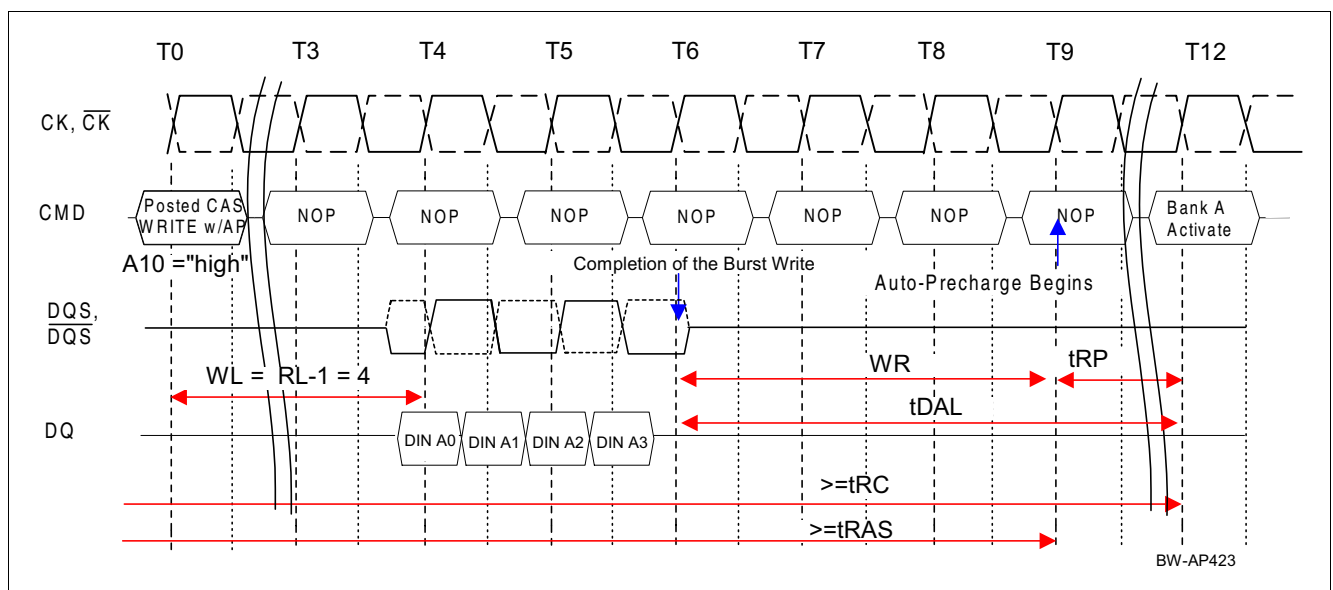 T0 T3 T4 T5 T6 T7 T8 T9 T12
CK, CK
CMD
Posted CAS
WRITE w/AP
NOP NOP NOP NOP NOP NOP NOP
Bank A
Activate
A10 ="high"
Completion of the Burst Write
Auto-Precharge Begins
DQS,
DQS
WL = RL-1 = 4
WR
tRP
tDAL
DQ
DIN A0 DIN A1 DIN A2 DIN A3
>=tRC
>=tRAS
BW-AP423